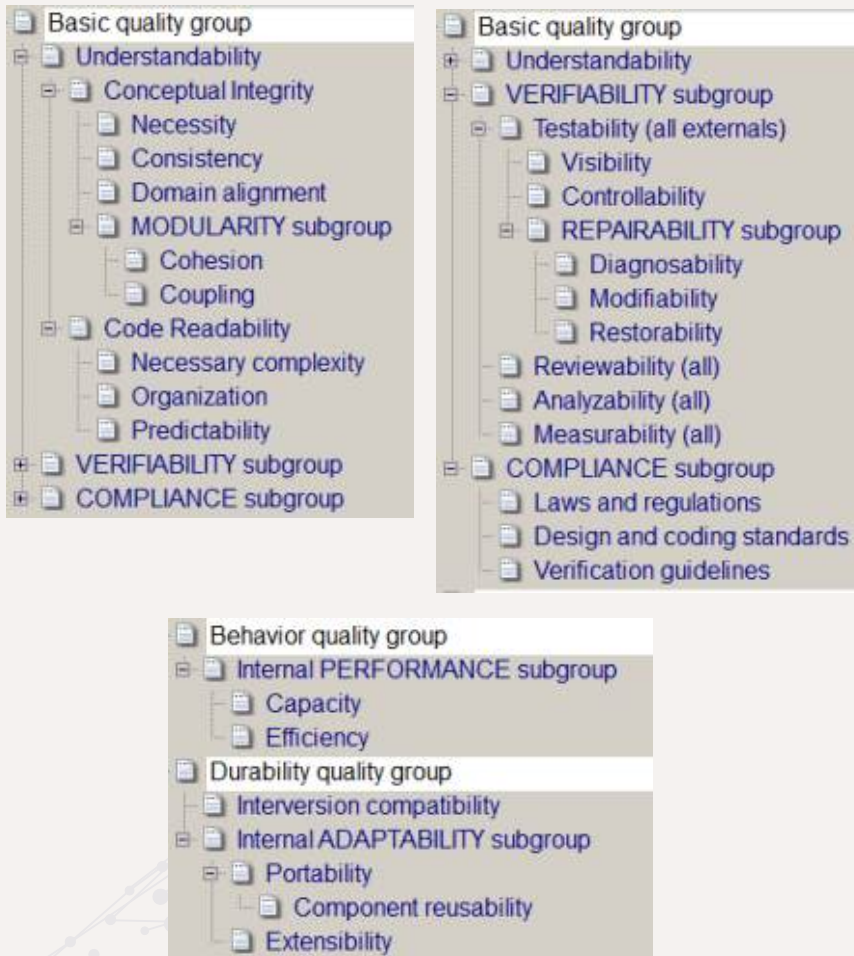 Basic quality group
Understandability
Conceptual Integrity
Necessity
Consistency
Domain alignment
MODULARITY subgroup
Cohesion
Coupling
Code Readability
Necessary complexity
Organization
Predictability
VERIFIABILITY subgroup
COMPLIANCE subgroup
Basic quality group
Understandability
VERIFIABILITY subgroup
Testability (all externals)
Visibility
Controllability
REPAIRABILITY subgroup
Diagnosability
Modifiability
Restorability
Reviewability (all)
Analyzability (all)
Measurability (all)
COMPLIANCE subgroup
Laws and regulations
Design and coding standards
Verification guidelines
Behavior quality group
Internal PERFORMANCE subgroup
Capacity
Efficiency
Durability quality group
Interversion compatibility
Internal ADAPTABILITY subgroup
Portability
Component reusability
Extensibility